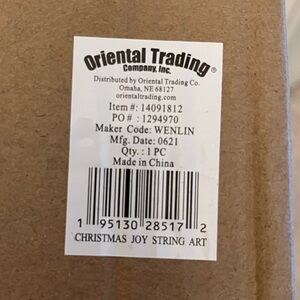 Oriental Trading®
Company, Inc.
Distributed by Oriental Trading Co.
Omaha, NE 68127
orientaltrading.com
Item #: 14091812
PO # : 1294970
Maker Code: WENLIN
Mfg. Date: 0621
Qty. : 1 PC
Made in China
1 95130 28517 2
CHRISTMAS JOY STRING ART